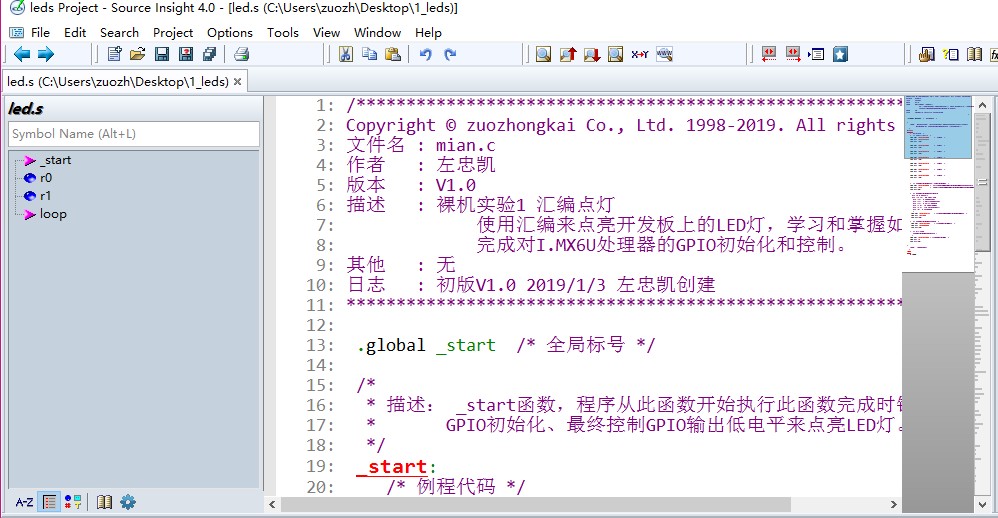 leds Project - Source Insight 4.0 - [led.s (C:\Users\zuozh\Desktop\1_leds)]
File Edit Search Project Options Tools View Window Help
led.s (C:\Users\zuozh\Desktop\1_leds)
led.s
Symbol Name (Alt+L)
_start
r0
r1
loop
A-Z
1: /*******************************************************
2: Copyright © zuozhongkai Co., Ltd. 1998-2019. All rights
3: 文件名 : mian.c
4: 作者 : 左忠凯
5: 版本 : V1.0
6: 描述 : 裸机实验1 汇编点灯
7: 使用汇编来点亮开发板上的LED灯，学习和掌握如
8: 完成对I.MX6U处理器的GPIO初始化和控制。
9: 其他 : 无
10: 日志 : 初版V1.0 2019/1/3 左忠凯创建
11: ********************************************************
12:
13: .global _start /* 全局标号 */
14:
15: /*
16: * 描述： _start函数，程序从此函数开始执行此函数完成时钟
17: * GPIO初始化、最终控制GPIO输出低电平来点亮LED灯。
18: */
19: _start:
20: /* 例程代码 */